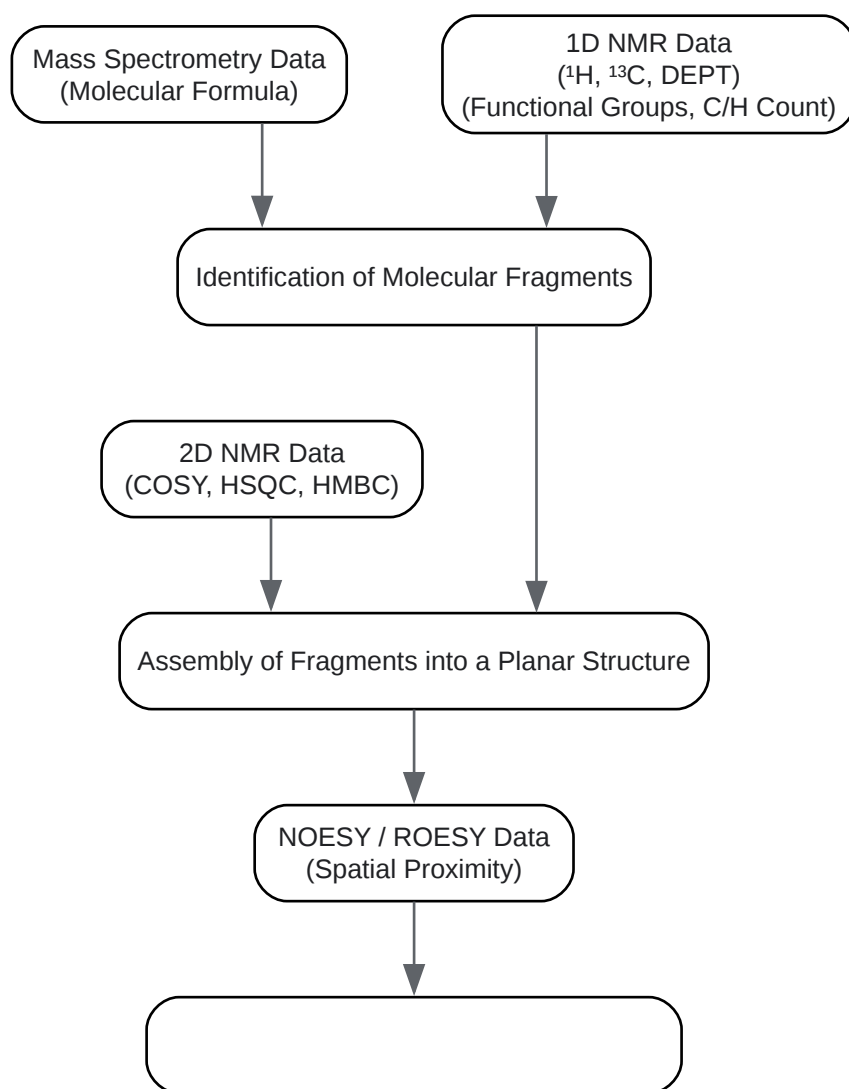 Mass Spectrometry Data
(Molecular Formula)
1D NMR Data
(¹H, ¹³C, DEPT)
(Functional Groups, C/H Count)
Identification of Molecular Fragments
2D NMR Data
(COSY, HSQC, HMBC)
Assembly of Fragments into a Planar Structure
NOESY / ROESY Data
(Spatial Proximity)